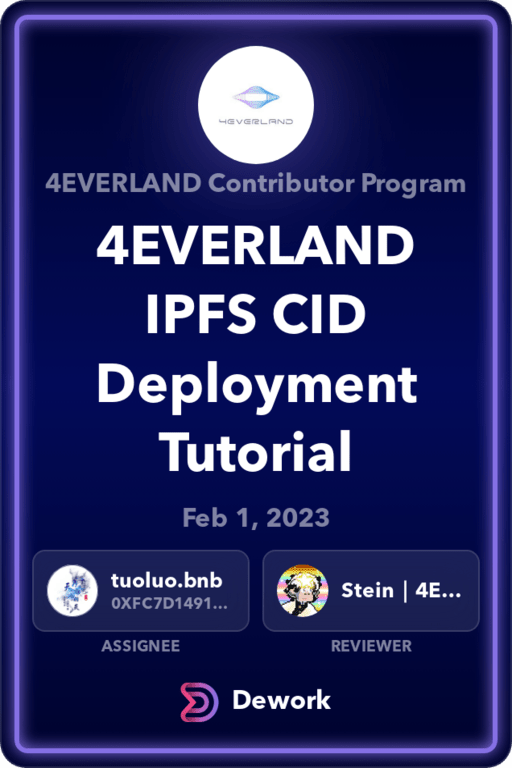 4EVERLAND
4EVERLAND Contributor Program
4EVERLAND
IPFS CID
Deployment
Tutorial
Feb 1, 2023
tuoluo.bnb
0XFC7D1491...
Stein | 4E...
ASSIGNEE
REVIEWER
Dework